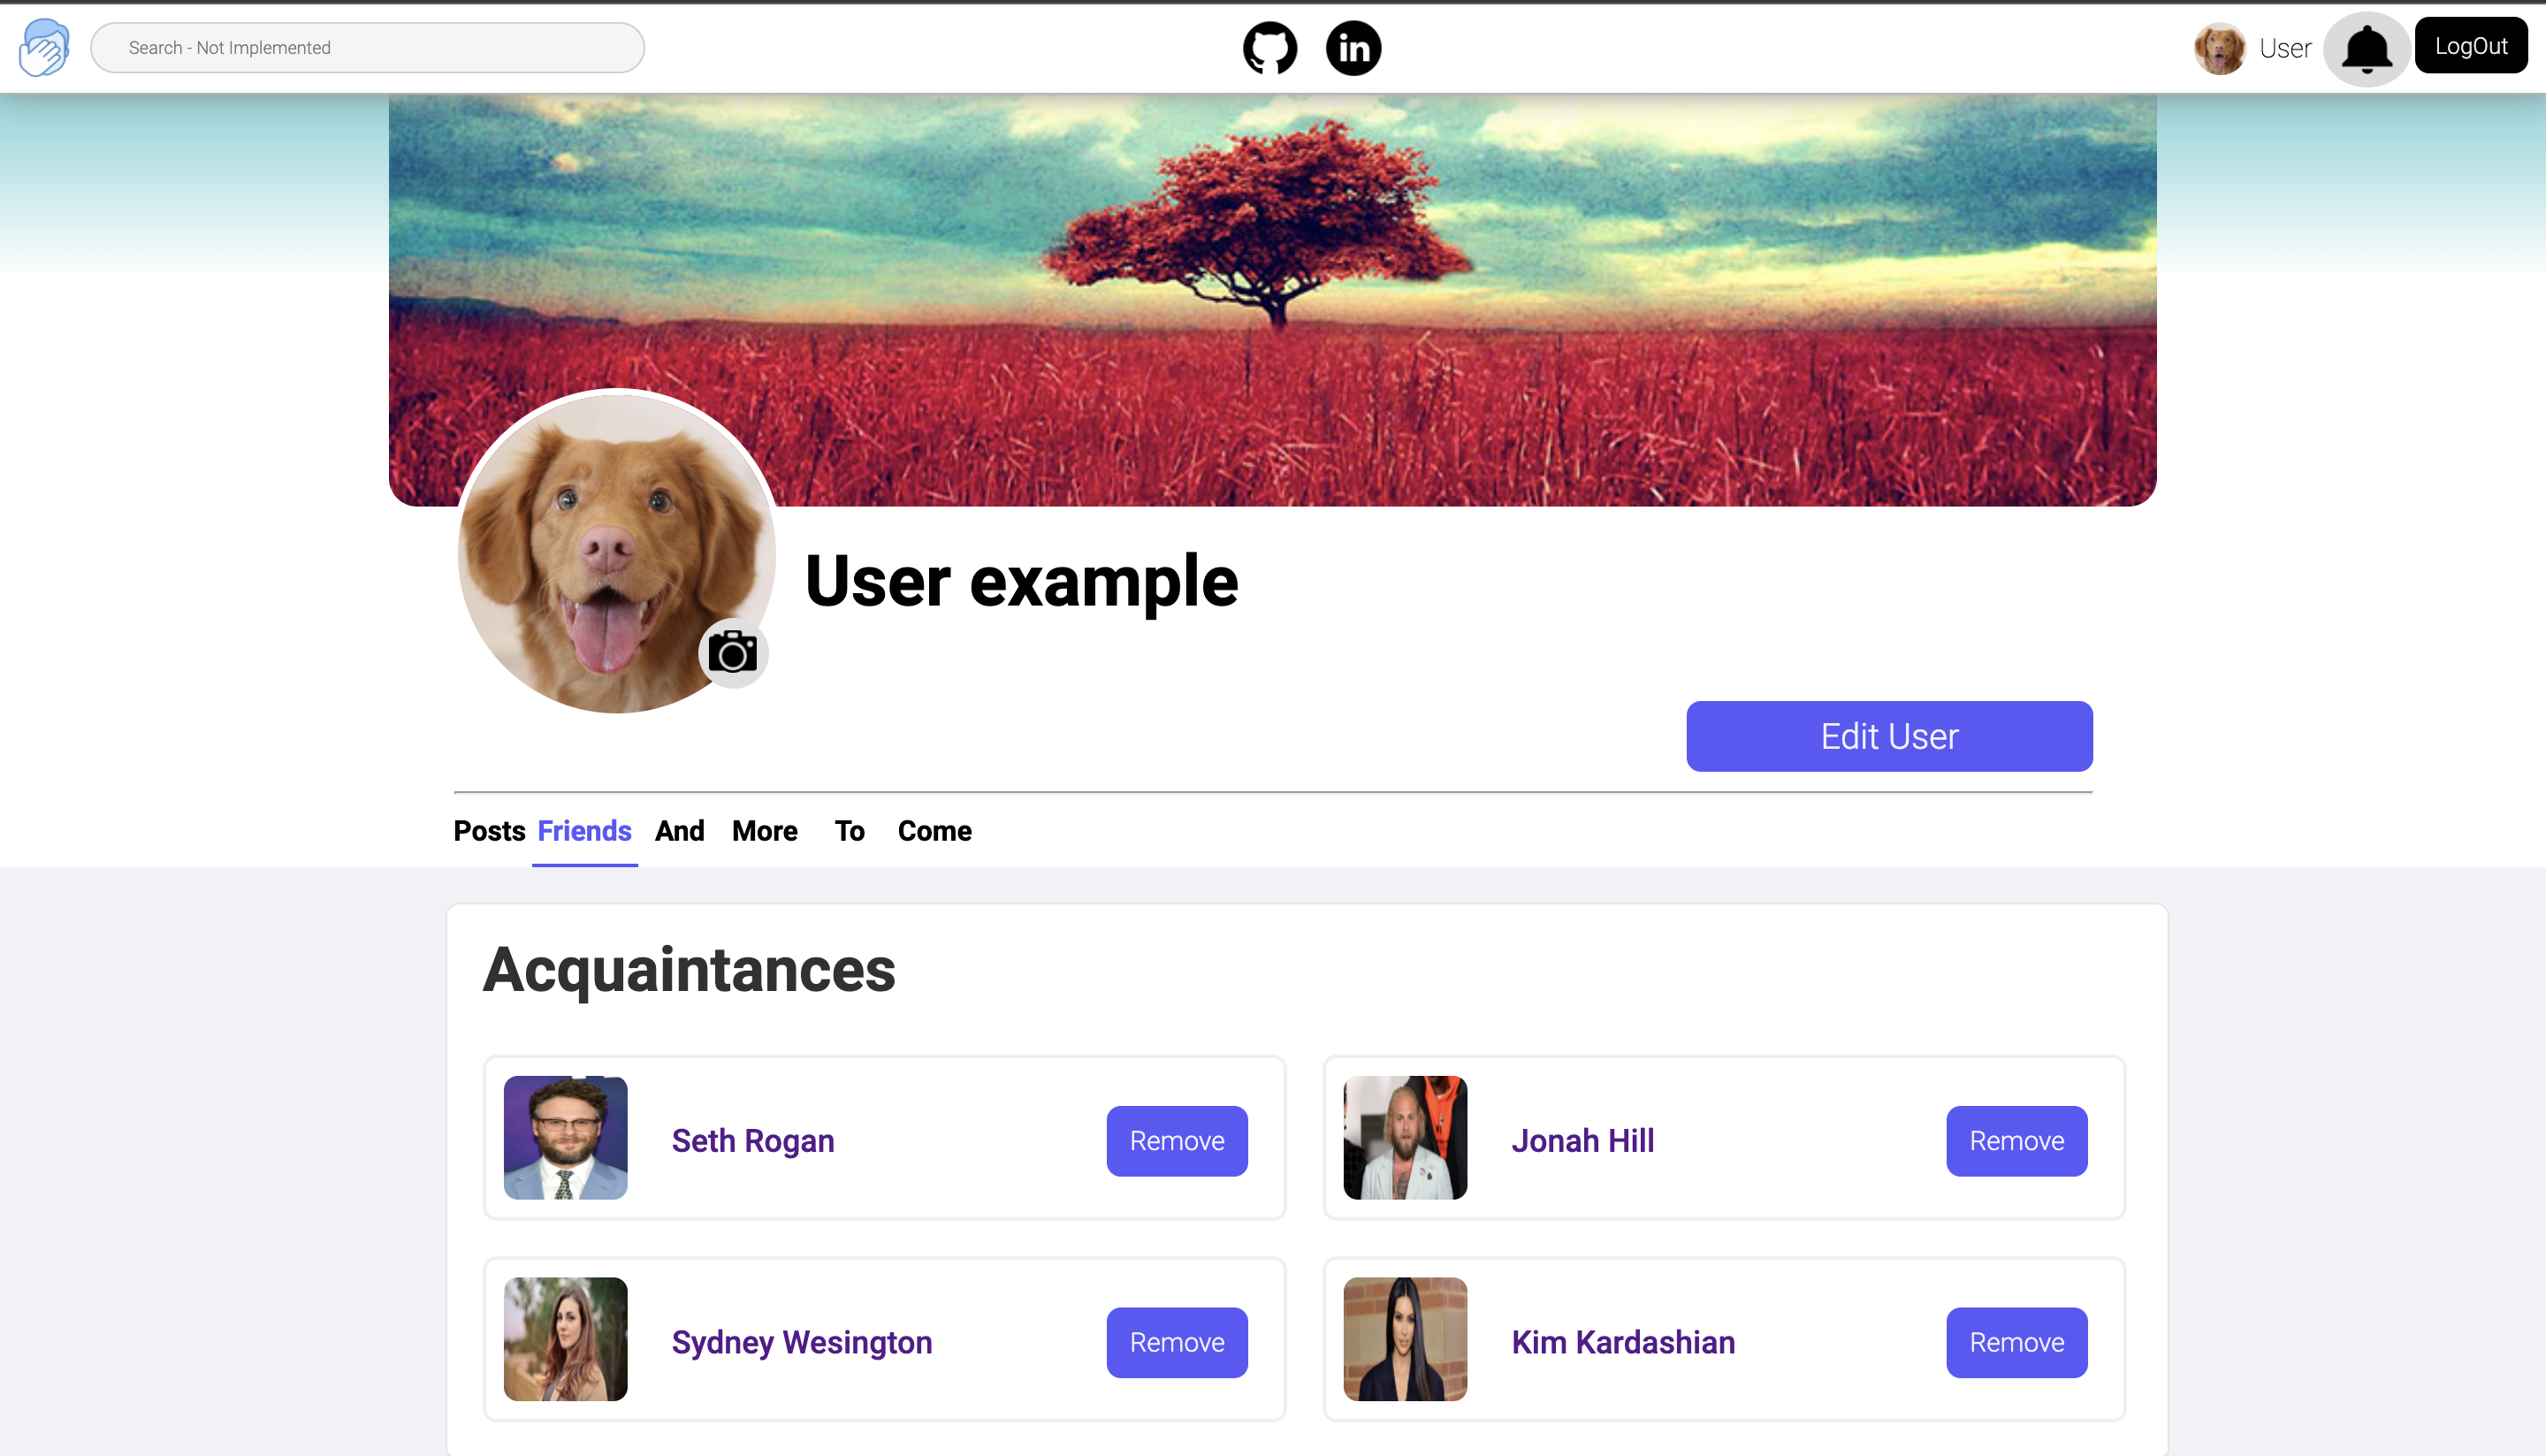 Search - Not Implemented
in
User
LogOut
User example
Edit User
Posts Friends And More To Come
Acquaintances
Seth Rogan
Remove
Jonah Hill
Remove
Sydney Wesington
Remove
Kim Kardashian
Remove